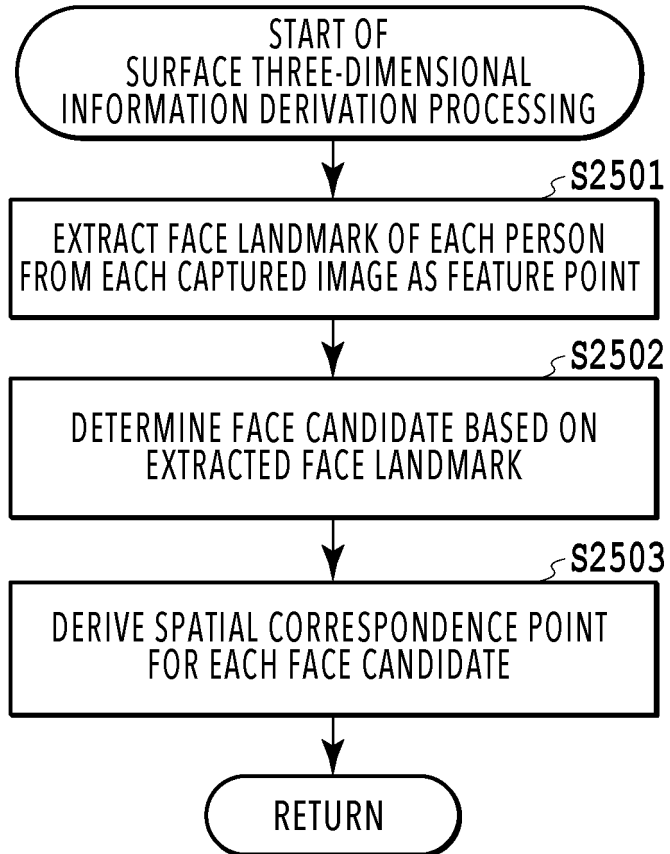 START OF
SURFACE THREE-DIMENSIONAL
INFORMATION DERIVATION PROCESSING
S2501
EXTRACT FACE LANDMARK OF EACH PERSON
FROM EACH CAPTURED IMAGE AS FEATURE POINT
S2502
DETERMINE FACE CANDIDATE BASED ON
EXTRACTED FACE LANDMARK
S2503
DERIVE SPATIAL CORRESPONDENCE POINT
FOR EACH FACE CANDIDATE
RETURN